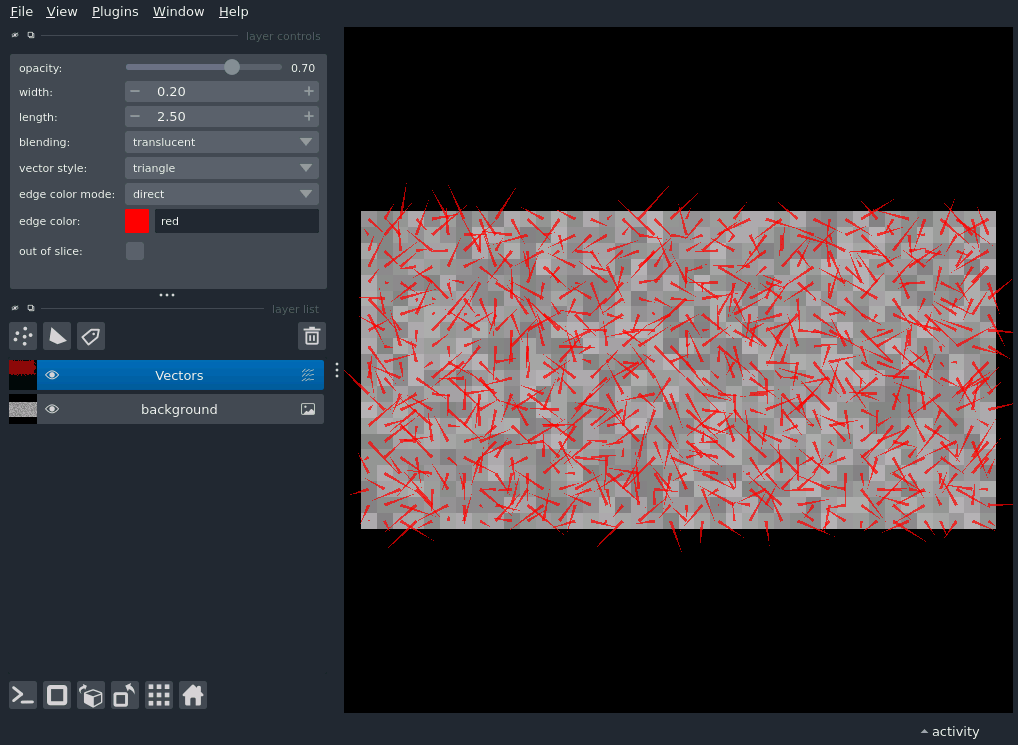 File View Plugins Window Help
layer controls
opacity: 0.70
width: − 0.20 +
length: − 2.50 +
blending: translucent
vector style: triangle
edge color mode: direct
edge color: red
out of slice:
layer list
Vectors
background
activity